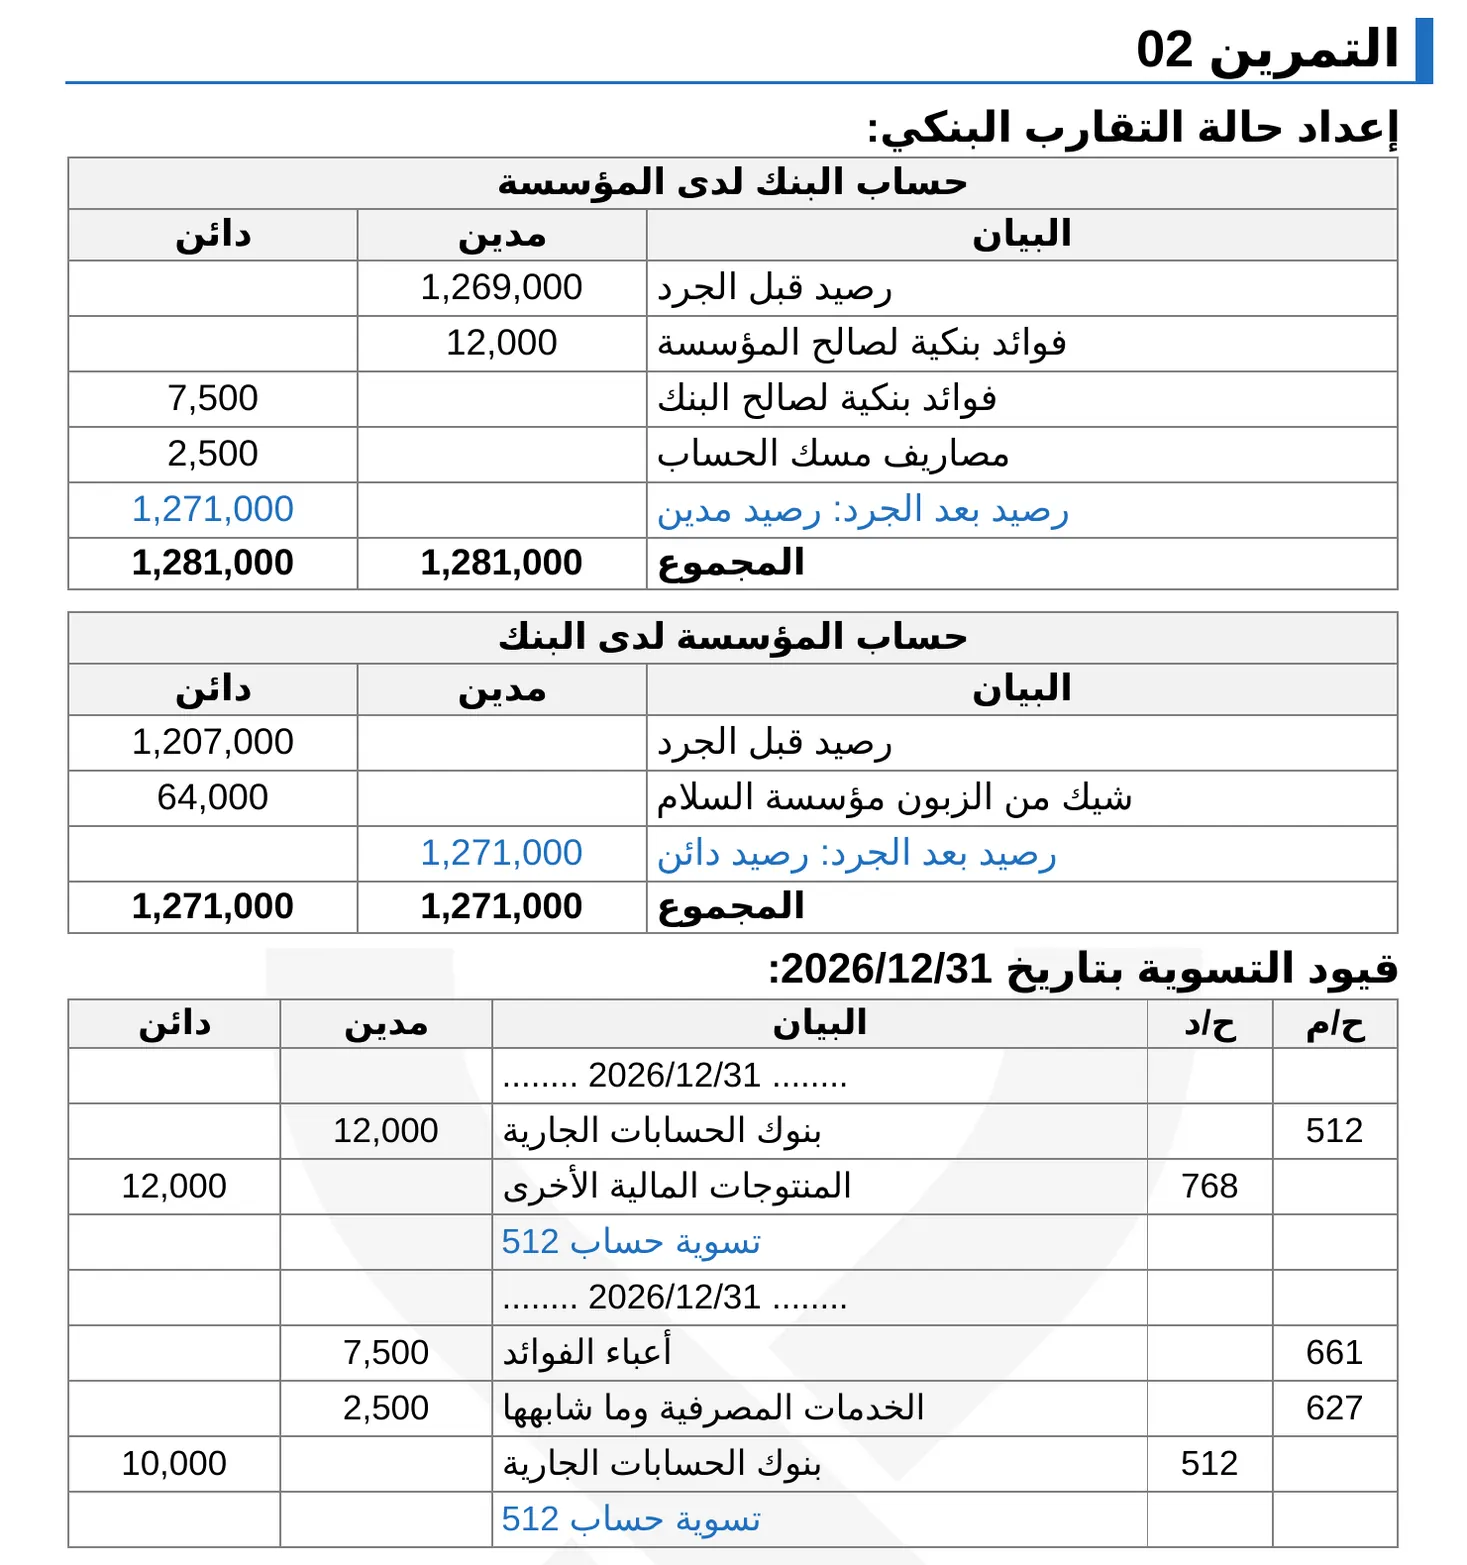 التمرين 02
إعداد حالة التقارب البنكي:
حساب البنك لدى المؤسسة
البيان مدين دائن
رصيد قبل الجرد 1,269,000
فوائد بنكية لصالح المؤسسة 12,000
فوائد بنكية لصالح البنك 7,500
مصاريف مسك الحساب 2,500
رصيد بعد الجرد: رصيد مدين 1,271,000
المجموع 1,281,000 1,281,000
حساب المؤسسة لدى البنك
البيان مدين دائن
رصيد قبل الجرد 1,207,000
شيك من الزبون مؤسسة السلام 64,000
رصيد بعد الجرد: رصيد دائن 1,271,000
المجموع 1,271,000 1,271,000
قيود التسوية بتاريخ 2026/12/31:
ح/م ح/د البيان مدين دائن
........ 2026/12/31 ........
512 بنوك الحسابات الجارية 12,000
768 المنتوجات المالية الأخرى 12,000
تسوية حساب 512
........ 2026/12/31 ........
661 أعباء الفوائد 7,500
627 الخدمات المصرفية وما شابهها 2,500
512 بنوك الحسابات الجارية 10,000
تسوية حساب 512